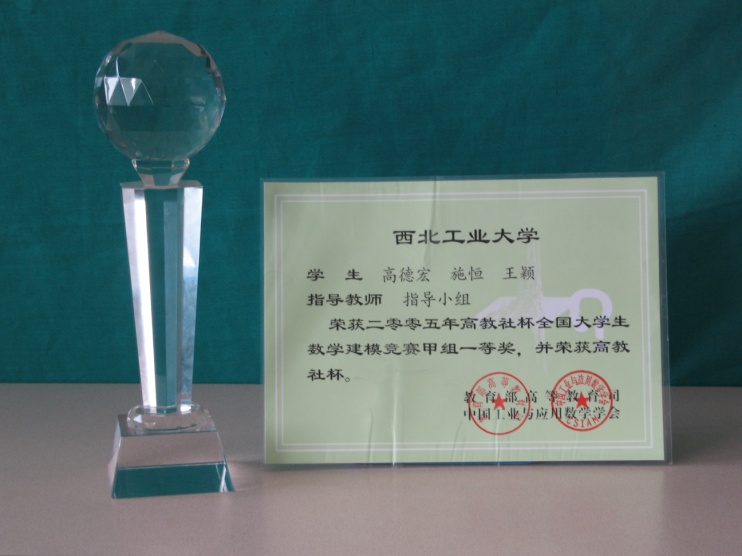 西北工业大学
学 生 高德宏 施恒 王颖
指导教师 指导小组
荣获二零零五年高教社杯全国大学生
数学建模竞赛甲组一等奖，并荣获高教
社杯。
教育部高等教育司
中国工业与应用数学学会
CSIAM